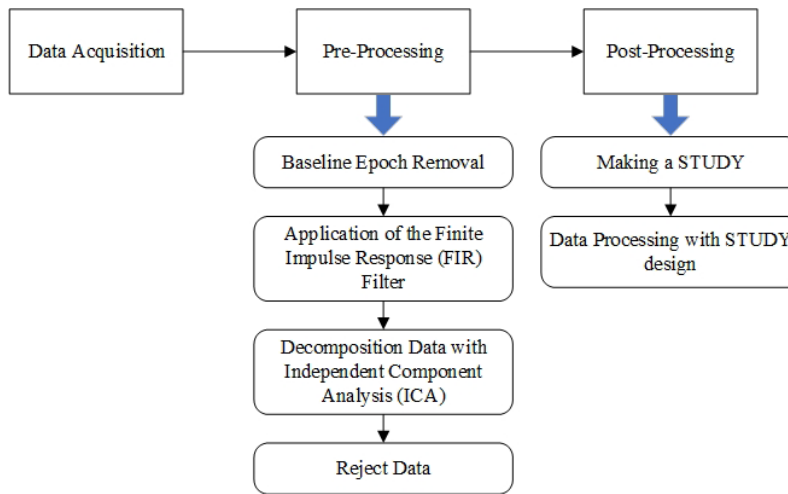 Data Acquisition
Pre-Processing
Post-Processing
Baseline Epoch Removal
Application of the Finite
Impulse Response (FIR)
Filter
Decomposition Data with
Independent Component
Analysis (ICA)
Reject Data
Making a STUDY
Data Processing with STUDY
design